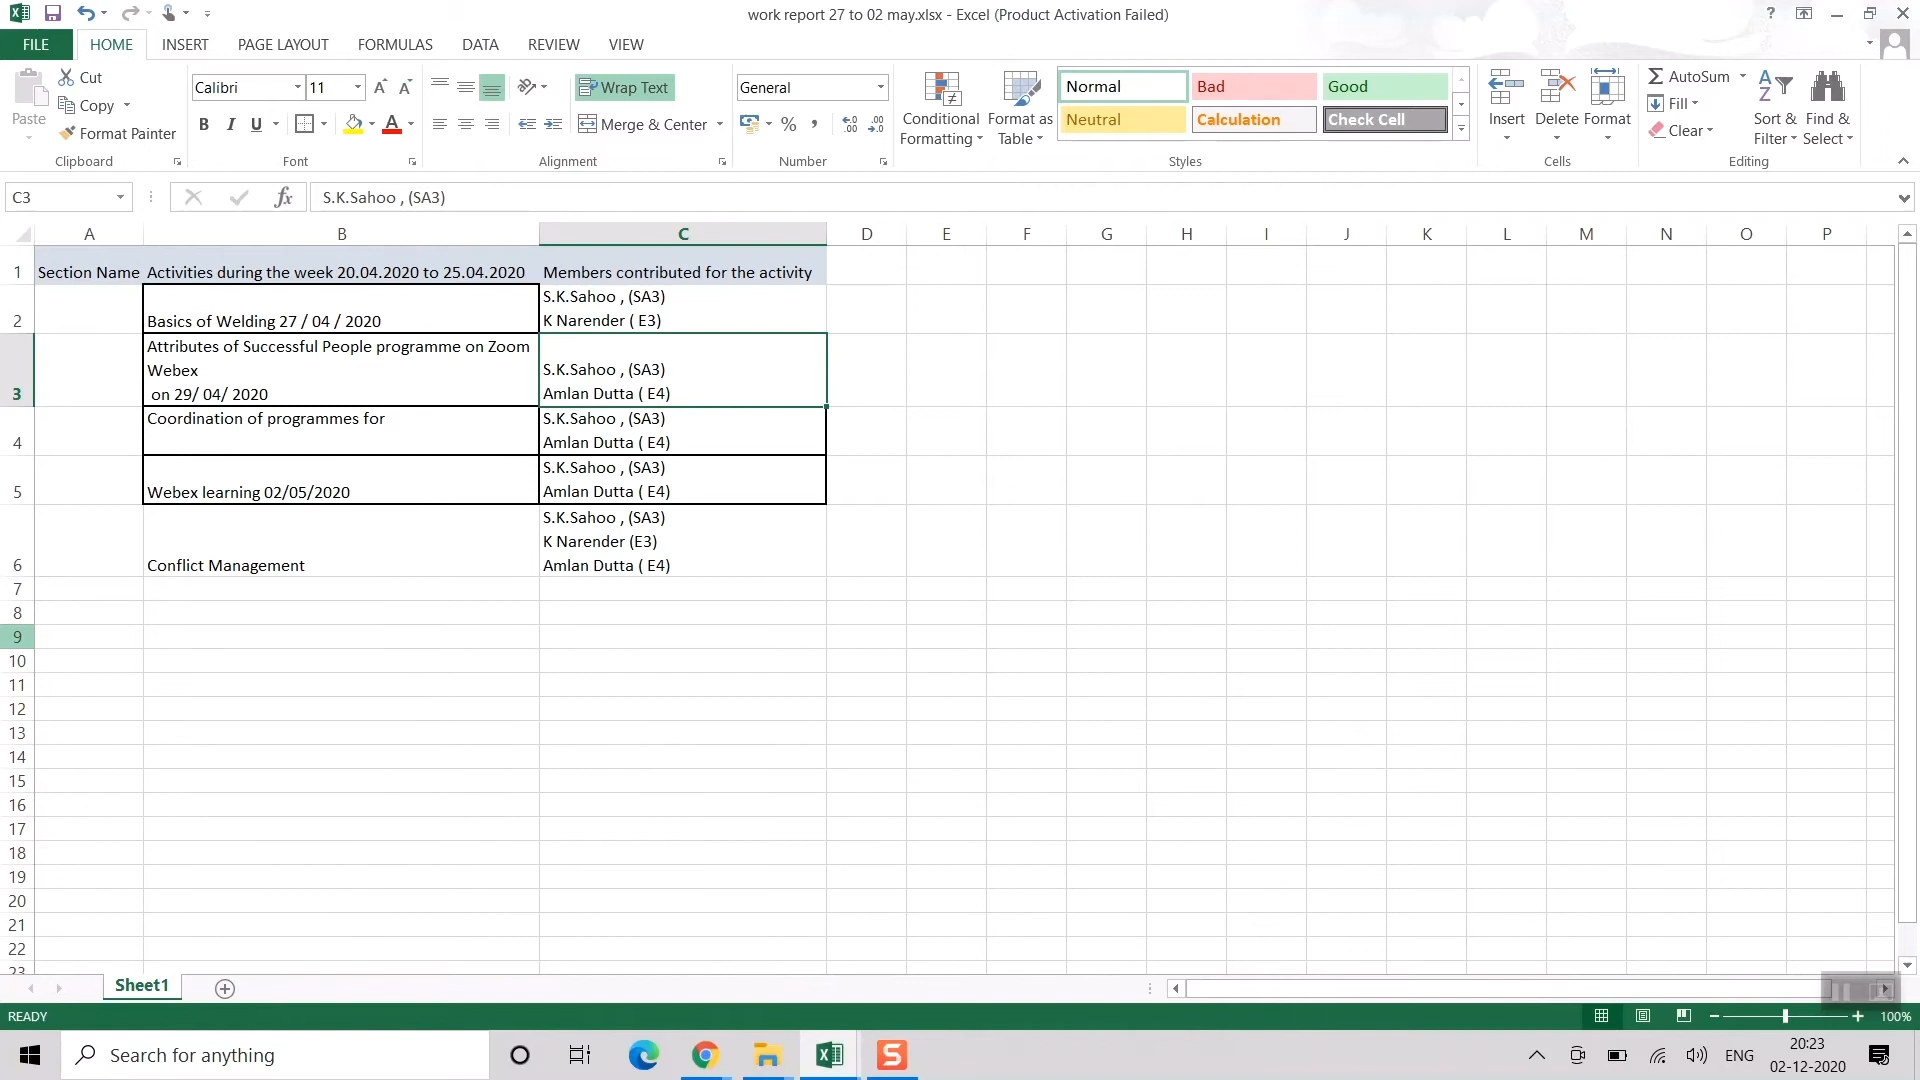 work report 27 to 02 may.xlsx - Excel (Product Activation Failed)
?
FILE
HOME
INSERT
PAGE LAYOUT
FORMULAS
DATA
REVIEW
VIEW
Paste
Cut
Copy
Format Painter
Clipboard
Calibri
11
B I U
Font
Wrap Text
Merge & Center
Alignment
General
%
Number
Conditional Formatting
Format as Table
Normal
Bad
Good
Neutral
Calculation
Check Cell
Styles
Insert
Delete
Format
Cells
AutoSum
Fill
Clear
Sort & Filter
Find & Select
Editing
C3
fx
S.K.Sahoo , (SA3)
A B C D E F G H I J K L M N O P
1 Section Name Activities during the week 20.04.2020 to 25.04.2020 Members contributed for the activity
S.K.Sahoo , (SA3)
2 Basics of Welding 27 / 04 / 2020 K Narender ( E3)
Attributes of Successful People programme on Zoom
Webex S.K.Sahoo , (SA3)
3 on 29/ 04/ 2020 Amlan Dutta ( E4)
Coordination of programmes for S.K.Sahoo , (SA3)
4 Amlan Dutta ( E4)
S.K.Sahoo , (SA3)
5 Webex learning 02/05/2020 Amlan Dutta ( E4)
S.K.Sahoo , (SA3)
K Narender (E3)
6 Conflict Management Amlan Dutta ( E4)
7
8
9
10
11
12
13
14
15
16
17
18
19
20
21
22
23
Sheet1
READY
100%
Search for anything
ENG
20:23
02-12-2020